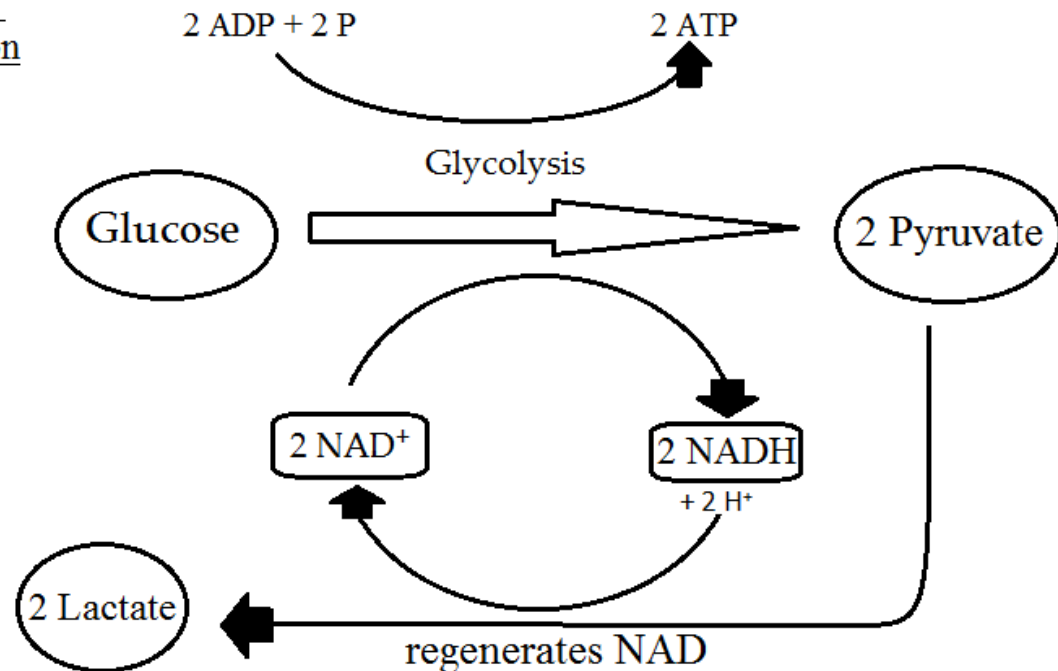 2 ADP + 2 P
2 ATP
Glycolysis
Glucose
2 Pyruvate
2 NAD⁺
2 NADH
+ 2 H⁺
2 Lactate
regenerates NAD